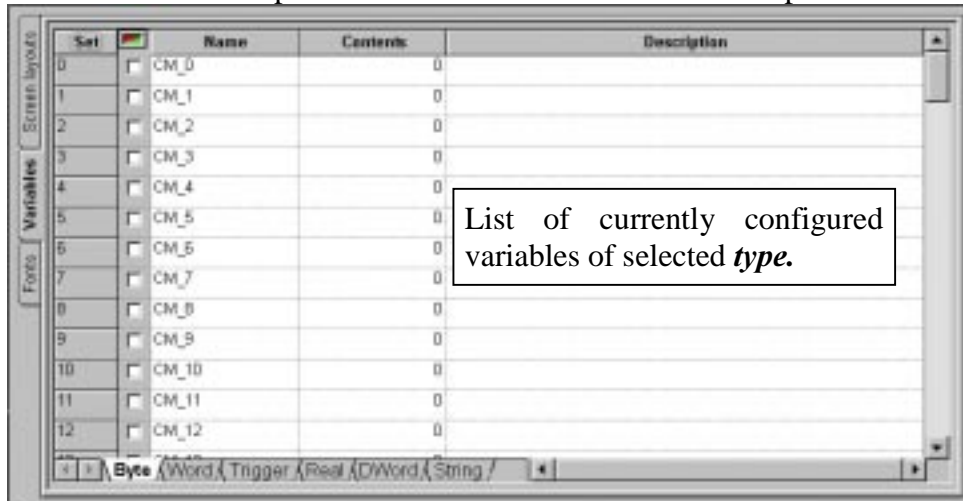 Set Name Contents Description
0 CM_0 0
1 CM_1 0
2 CM_2 0
3 CM_3 0
4 CM_4 0
5 CM_5 0
6 CM_6 0
7 CM_7 0
8 CM_8 0
9 CM_9 0
10 CM_10 0
11 CM_11 0
12 CM_12 0
Byte Word Trigger Real DWord String
Screen layouts
Variables
Fonts
List of currently configured
variables of selected type.